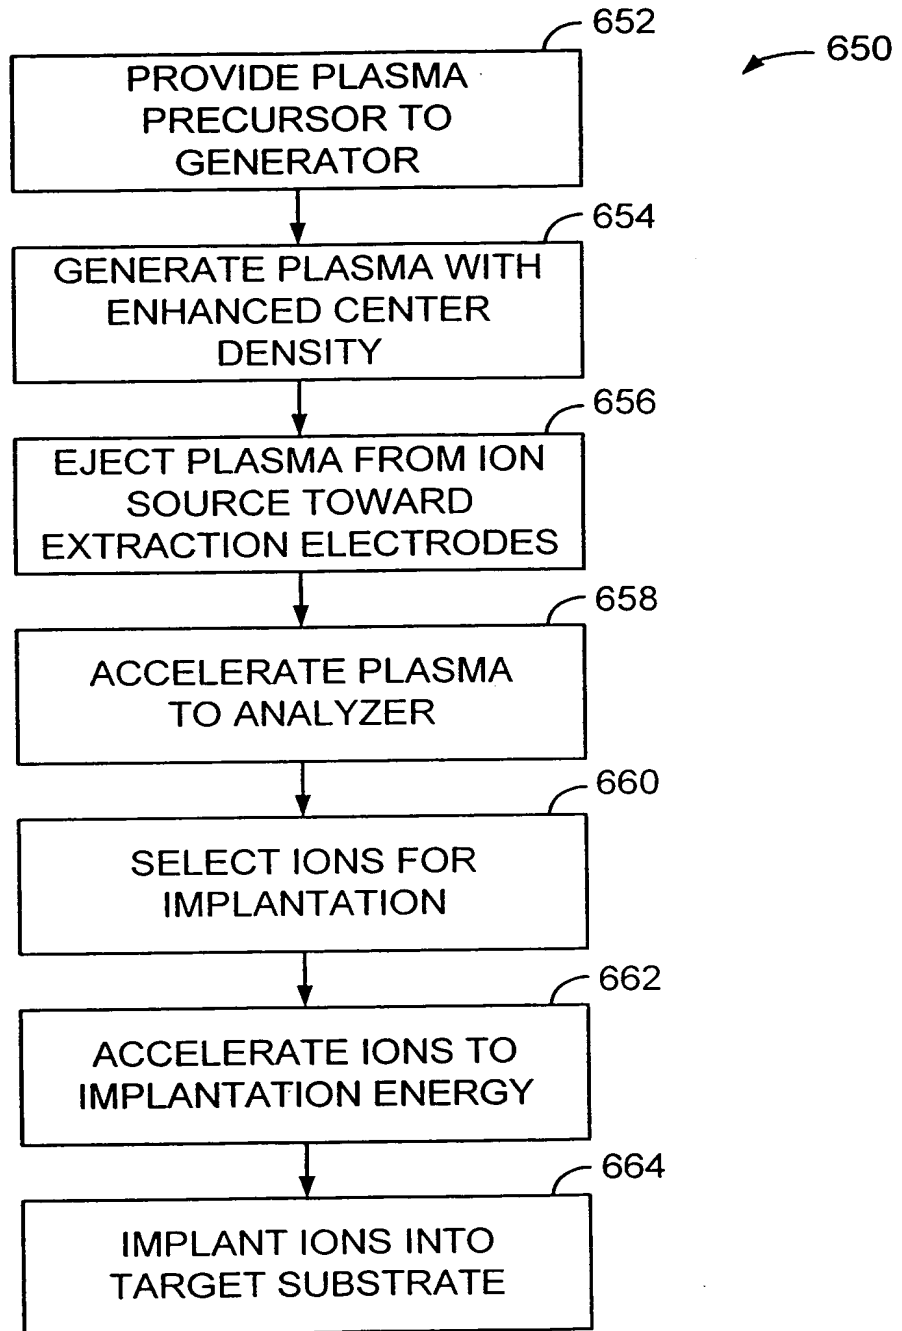 652
650
PROVIDE PLASMA
PRECURSOR TO
GENERATOR
654
GENERATE PLASMA WITH
ENHANCED CENTER
DENSITY
656
EJECT PLASMA FROM ION
SOURCE TOWARD
EXTRACTION ELECTRODES
658
ACCELERATE PLASMA
TO ANALYZER
660
SELECT IONS FOR
IMPLANTATION
662
ACCELERATE IONS TO
IMPLANTATION ENERGY
664
IMPLANT IONS INTO
TARGET SUBSTRATE